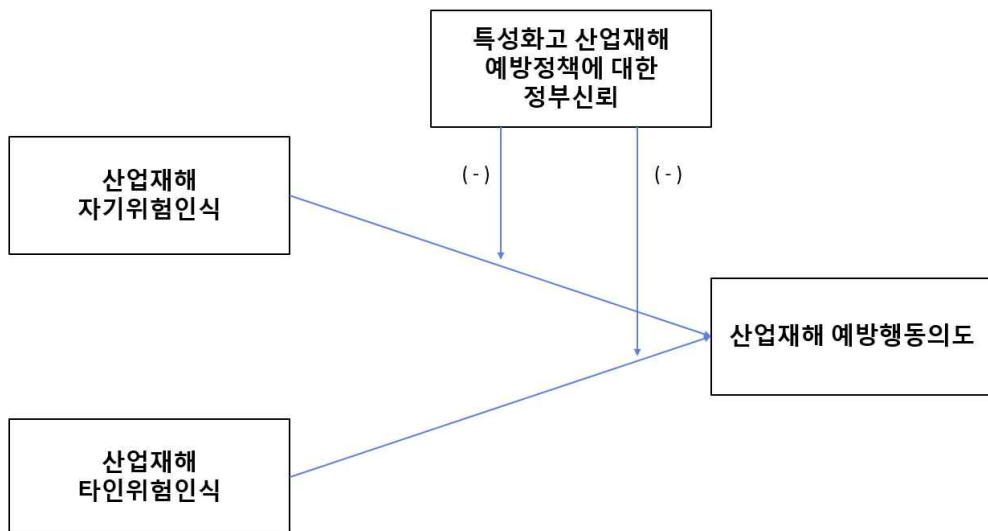 특성화고 산업재해
예방정책에 대한
정부신뢰
산업재해
자기위험인식
( - )
( - )
산업재해 예방행동의도
산업재해
타인위험인식